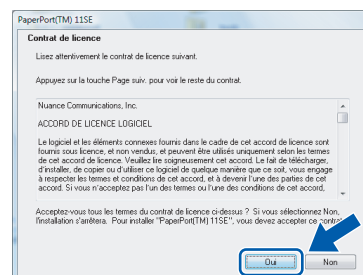 PaperPort(TM) 11SE
Contrat de licence
Lisez attentivement le contrat de licence suivant.
Appuyez sur la touche Page suiv. pour voir le reste du contrat.
Nuance Communications, Inc.
ACCORD DE LICENCE LOGICIEL
Le logiciel et les éléments connexes fournis dans le cadre de cet accord de licence sont
fournis sous licence, et non vendus, et peuvent être utilisés uniquement selon les termes
de cet accord de licence. Veuillez lire soigneusement cet accord. Le fait de télécharger,
d'installer, de copier ou d'utiliser ce logiciel de quelque manière que ce soit, vous engage
à respecter les termes et conditions de cet accord, et à devenir l'une des parties de cet
accord. Si vous n'acceptez pas l'un des termes ou l'une des conditions de cet accord,
Acceptez-vous tous les termes du contrat de licence ci-dessus ? Si vous sélectionnez Non,
l'installation s'arrêtera. Pour installer "PaperPort(TM) 11SE", vous devez accepter ce contrat.
Oui
Non